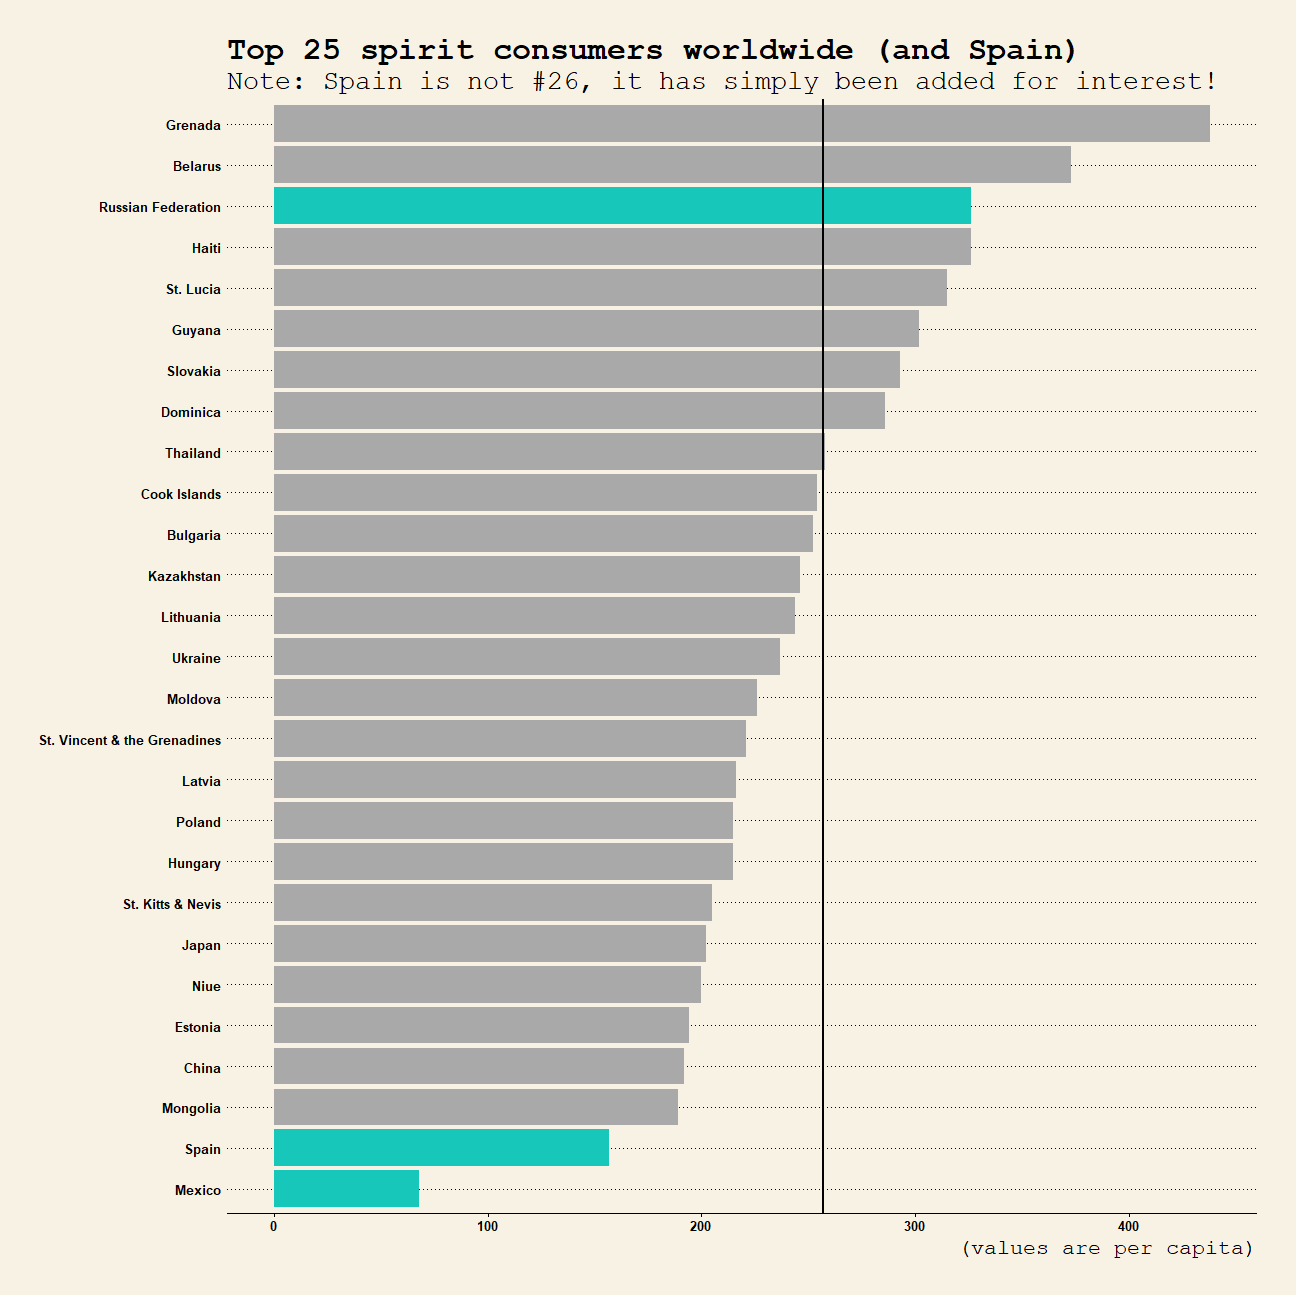 Top 25 spirit consumers worldwide (and Spain)
Note: Spain is not #26, it has simply been added for interest!
Grenada
Belarus
Russian Federation
Haiti
St. Lucia
Guyana
Slovakia
Dominica
Thailand
Cook Islands
Bulgaria
Kazakhstan
Lithuania
Ukraine
Moldova
St. Vincent & the Grenadines
Latvia
Poland
Hungary
St. Kitts & Nevis
Japan
Niue
Estonia
China
Mongolia
Spain
Mexico
0 100 200 300 400
(values are per capita)